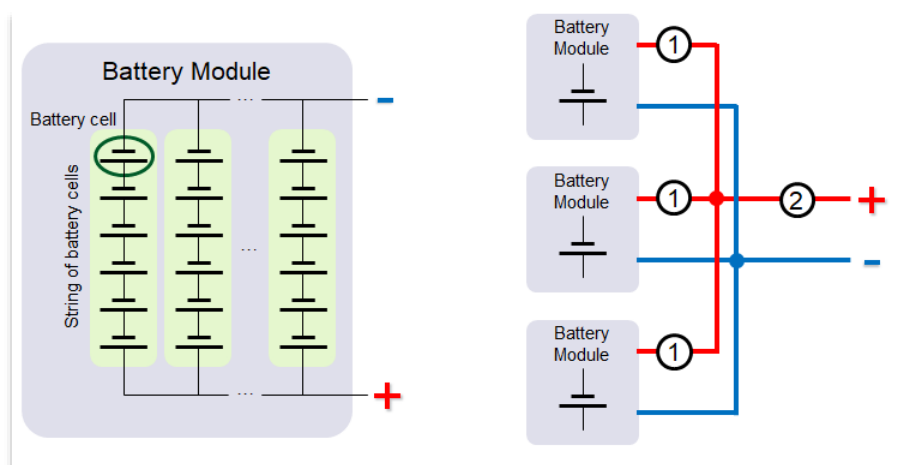 Battery Module
-
Battery cell
String of battery cells
...
...
...
+
Battery
Module
1
Battery
Module
1
2
+
-
Battery
Module
1